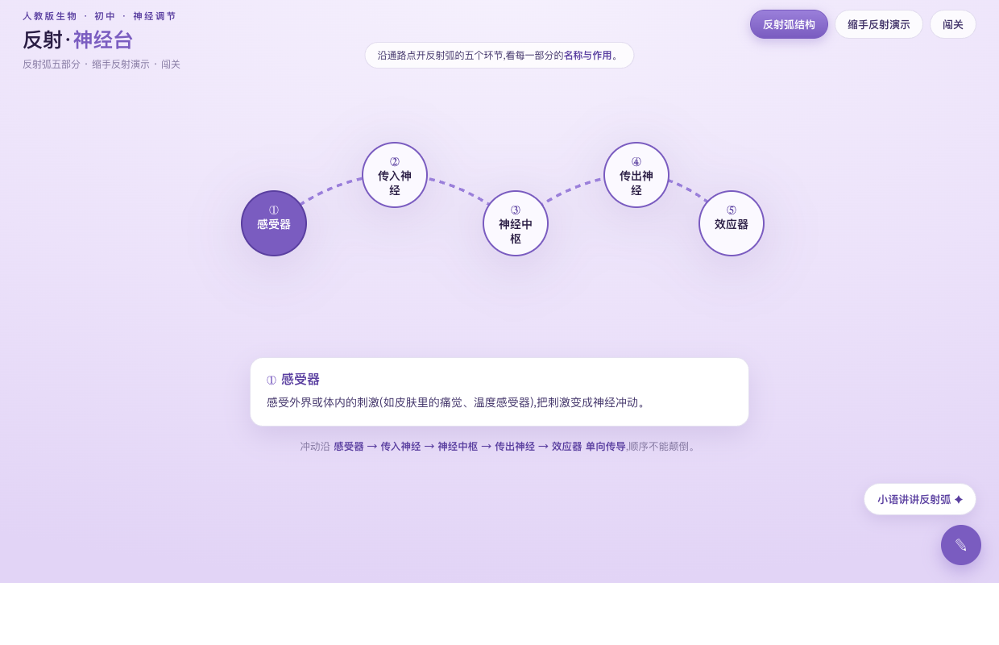 人教版生物 · 初中 · 神经调节
反射·神经台
反射弧五部分 · 缩手反射演示 · 闯关
反射弧结构
缩手反射演示
闯关
沿通路点开反射弧的五个环节,看每一部分的名称与作用。
①
感受器
②
传入神
经
③
神经中
枢
④
传出神
经
⑤
效应器
① 感受器
感受外界或体内的刺激(如皮肤里的痛觉、温度感受器),把刺激变成神经冲动。
冲动沿 感受器 → 传入神经 → 神经中枢 → 传出神经 → 效应器 单向传导,顺序不能颠倒。
小语讲讲反射弧 ✦
✎